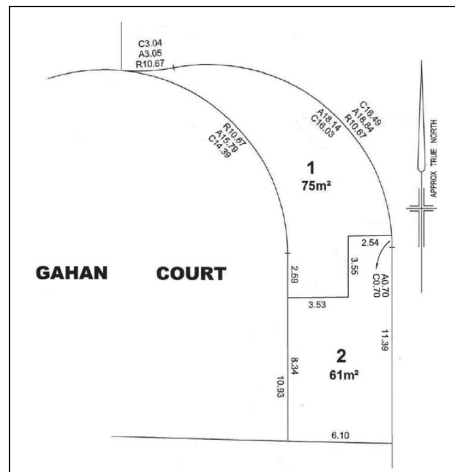 C3.04
A3.05
R10.67
C16.49
A18.84
R10.67
A18.14
C16.03
R10.67
A15.79
C14.39
1
75m²
APPROX TRUE NORTH
2.54
3.55
A0.70
C0.70
GAHAN COURT
2.59
3.53
11.39
8.34
10.93
2
61m²
6.10